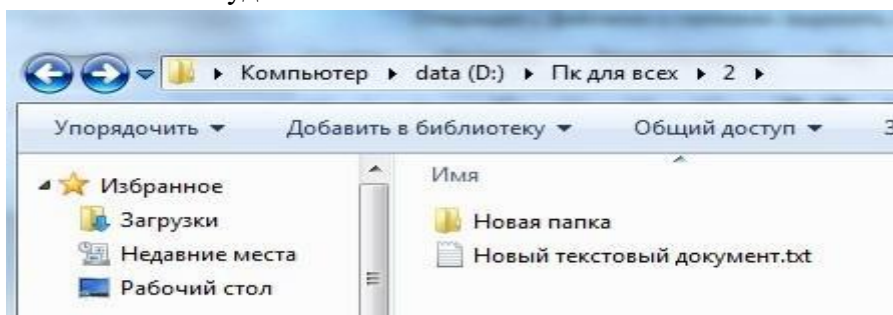 Компьютер ▸ data (D:) ▸ Пк для всех ▸ 2 ▸
Упорядочить Добавить в библиотеку Общий доступ
Имя
Избранное
Загрузки
Недавние места
Рабочий стол
Новая папка
Новый текстовый документ.txt